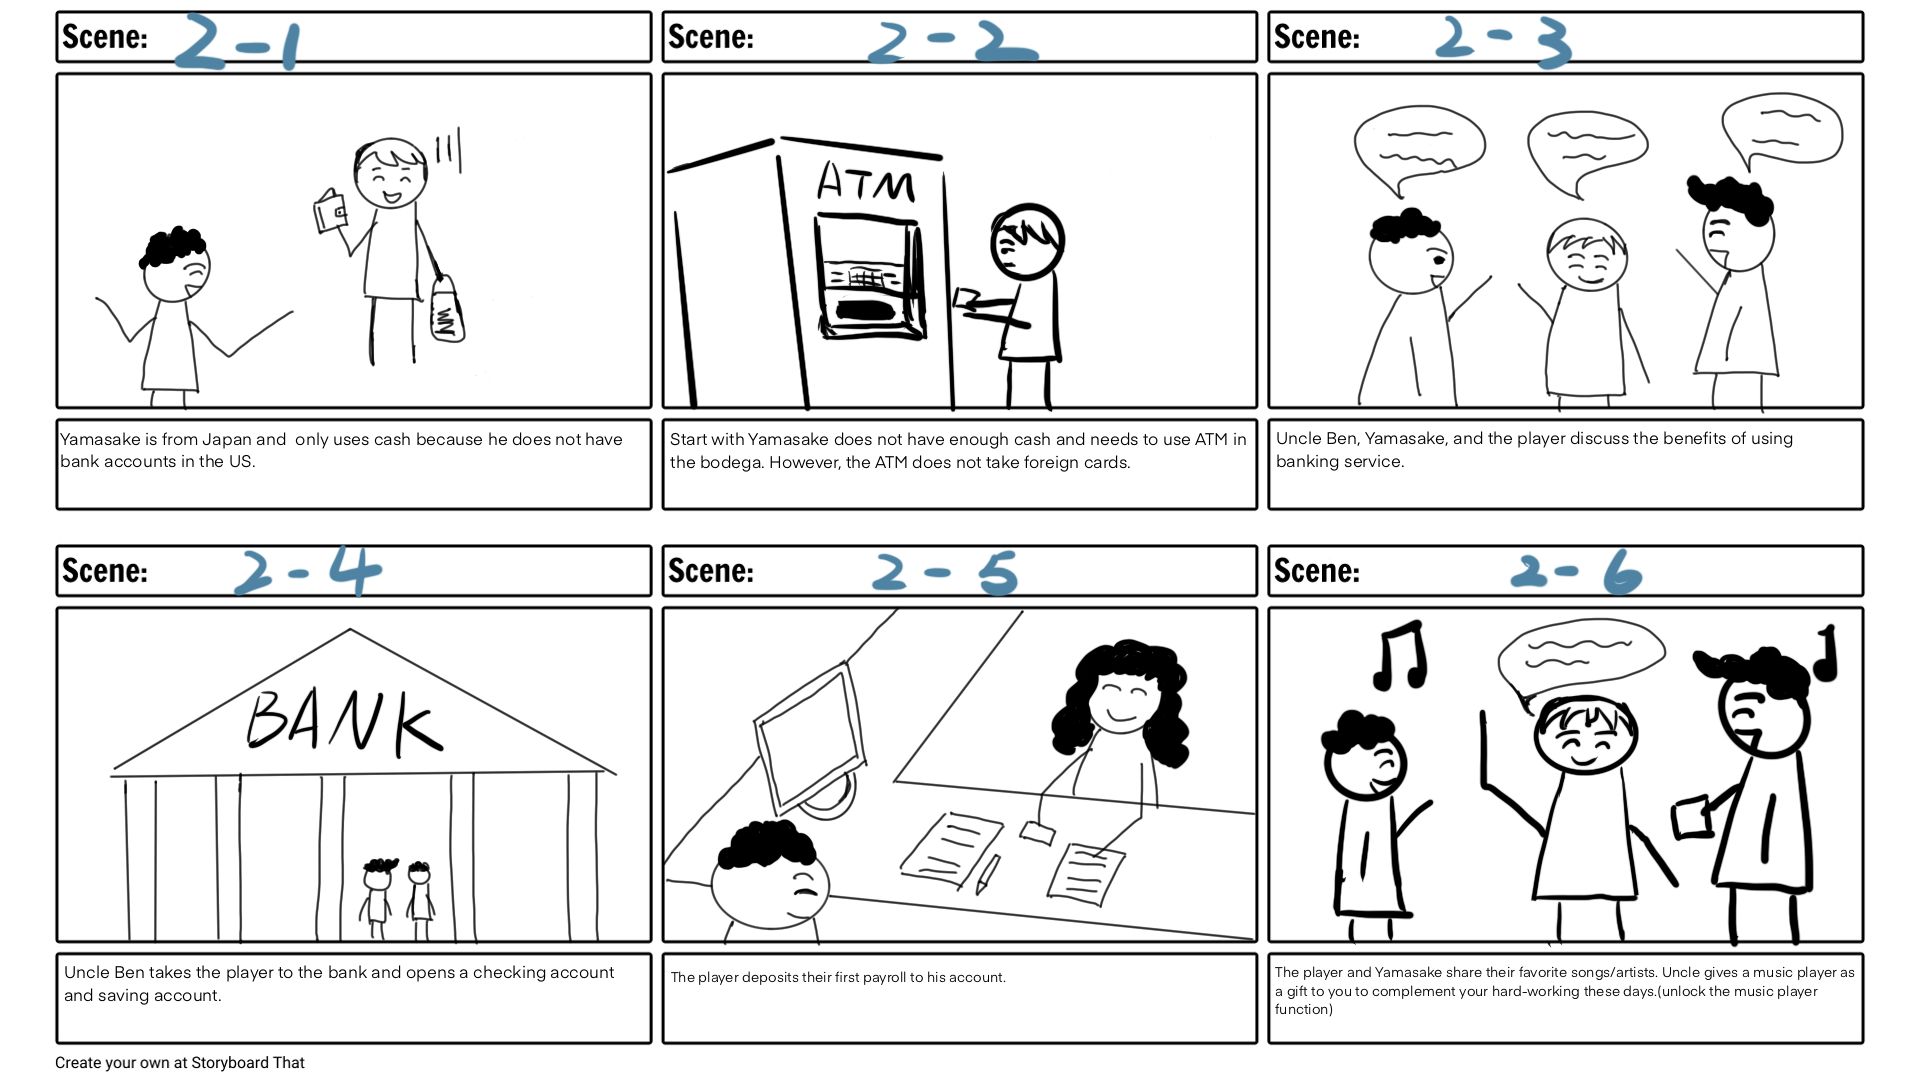 Scene: 2-1
Yamasake is from Japan and only uses cash because he does not have
bank accounts in the US.
Scene: 2-2
ATM
Start with Yamasake does not have enough cash and needs to use ATM in
the bodega. However, the ATM does not take foreign cards.
Scene: 2-3
Uncle Ben, Yamasake, and the player discuss the benefits of using
banking service.
Scene: 2-4
BANK
Uncle Ben takes the player to the bank and opens a checking account
and saving account.
Scene: 2-5
The player deposits their first payroll to his account.
Scene: 2-6
The player and Yamasake share their favorite songs/artists. Uncle gives a music player as
a gift to you to complement your hard-working these days.(unlock the music player
function)
Create your own at Storyboard That